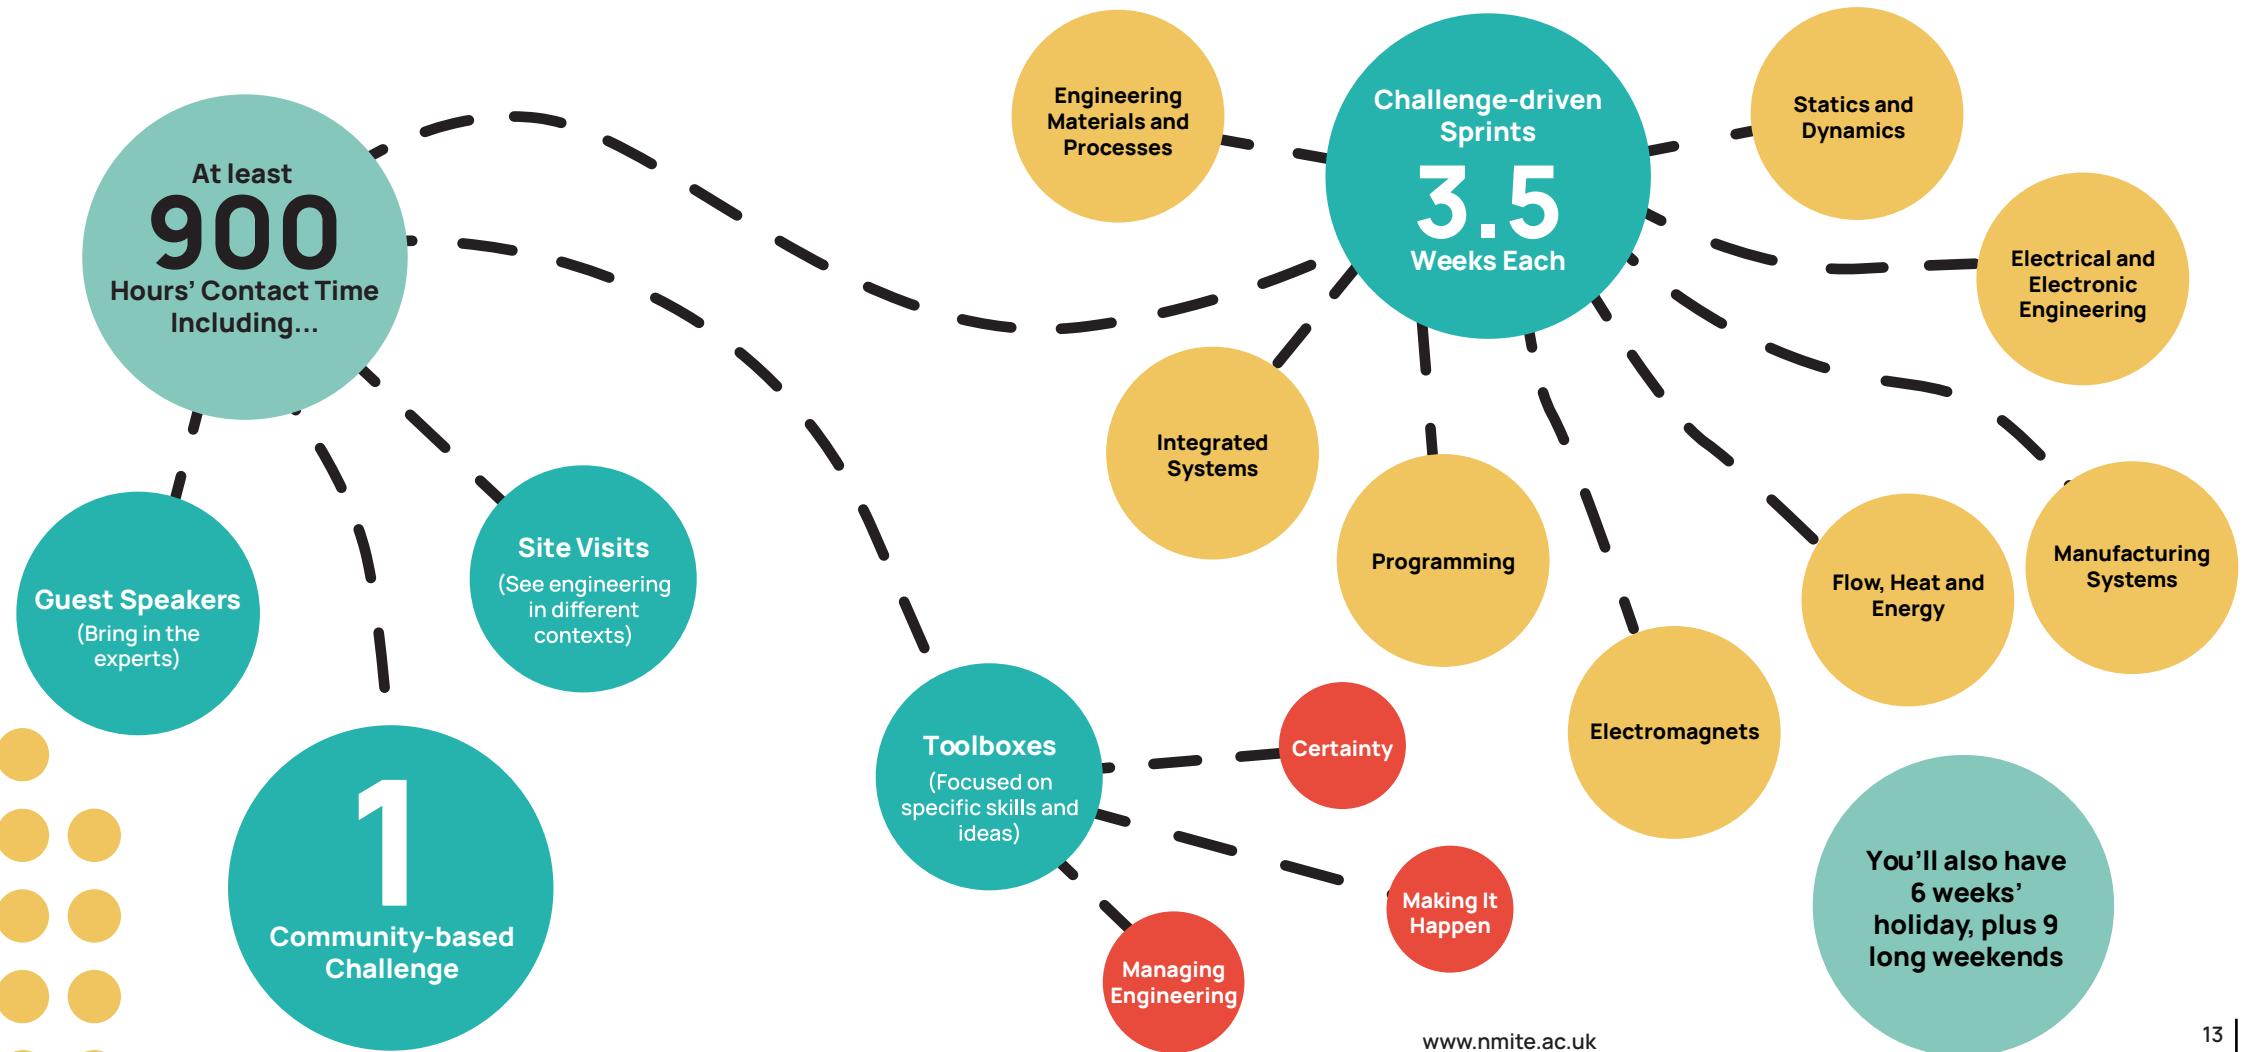 At least
900
Hours’ Contact Time
Including...
Guest Speakers
(Bring in the
experts)
1
Community-based
Challenge
Site Visits
(See engineering
in different
contexts)
Toolboxes
(Focused on
specific skills and
ideas)
Certainty
Making It
Happen
Managing
Engineering
Challenge-driven
Sprints
3.5
Weeks Each
Engineering
Materials and
Processes
Integrated
Systems
Programming
Electromagnets
Flow, Heat and
Energy
Manufacturing
Systems
Electrical and
Electronic
Engineering
Statics and
Dynamics
You’ll also have
6 weeks’
holiday, plus 9
long weekends
www.nmite.ac.uk
13